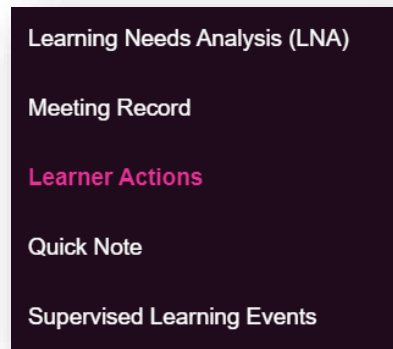 Learning Needs Analysis (LNA)
Meeting Record
Learner Actions
Quick Note
Supervised Learning Events